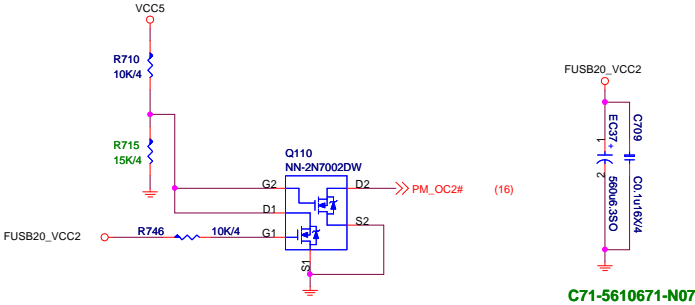 VCC5
R710
10K/4
R715
15K/4
Q110
NN-2N7002DW
G2
D2
PM_OC2#
(16)
D1
S2
FUSB20_VCC2
R746
10K/4
G1
S1
FUSB20_VCC2
1
EC37
+
2
560u6.3SO
C709
C0.1u16X/4
C71-5610671-N07